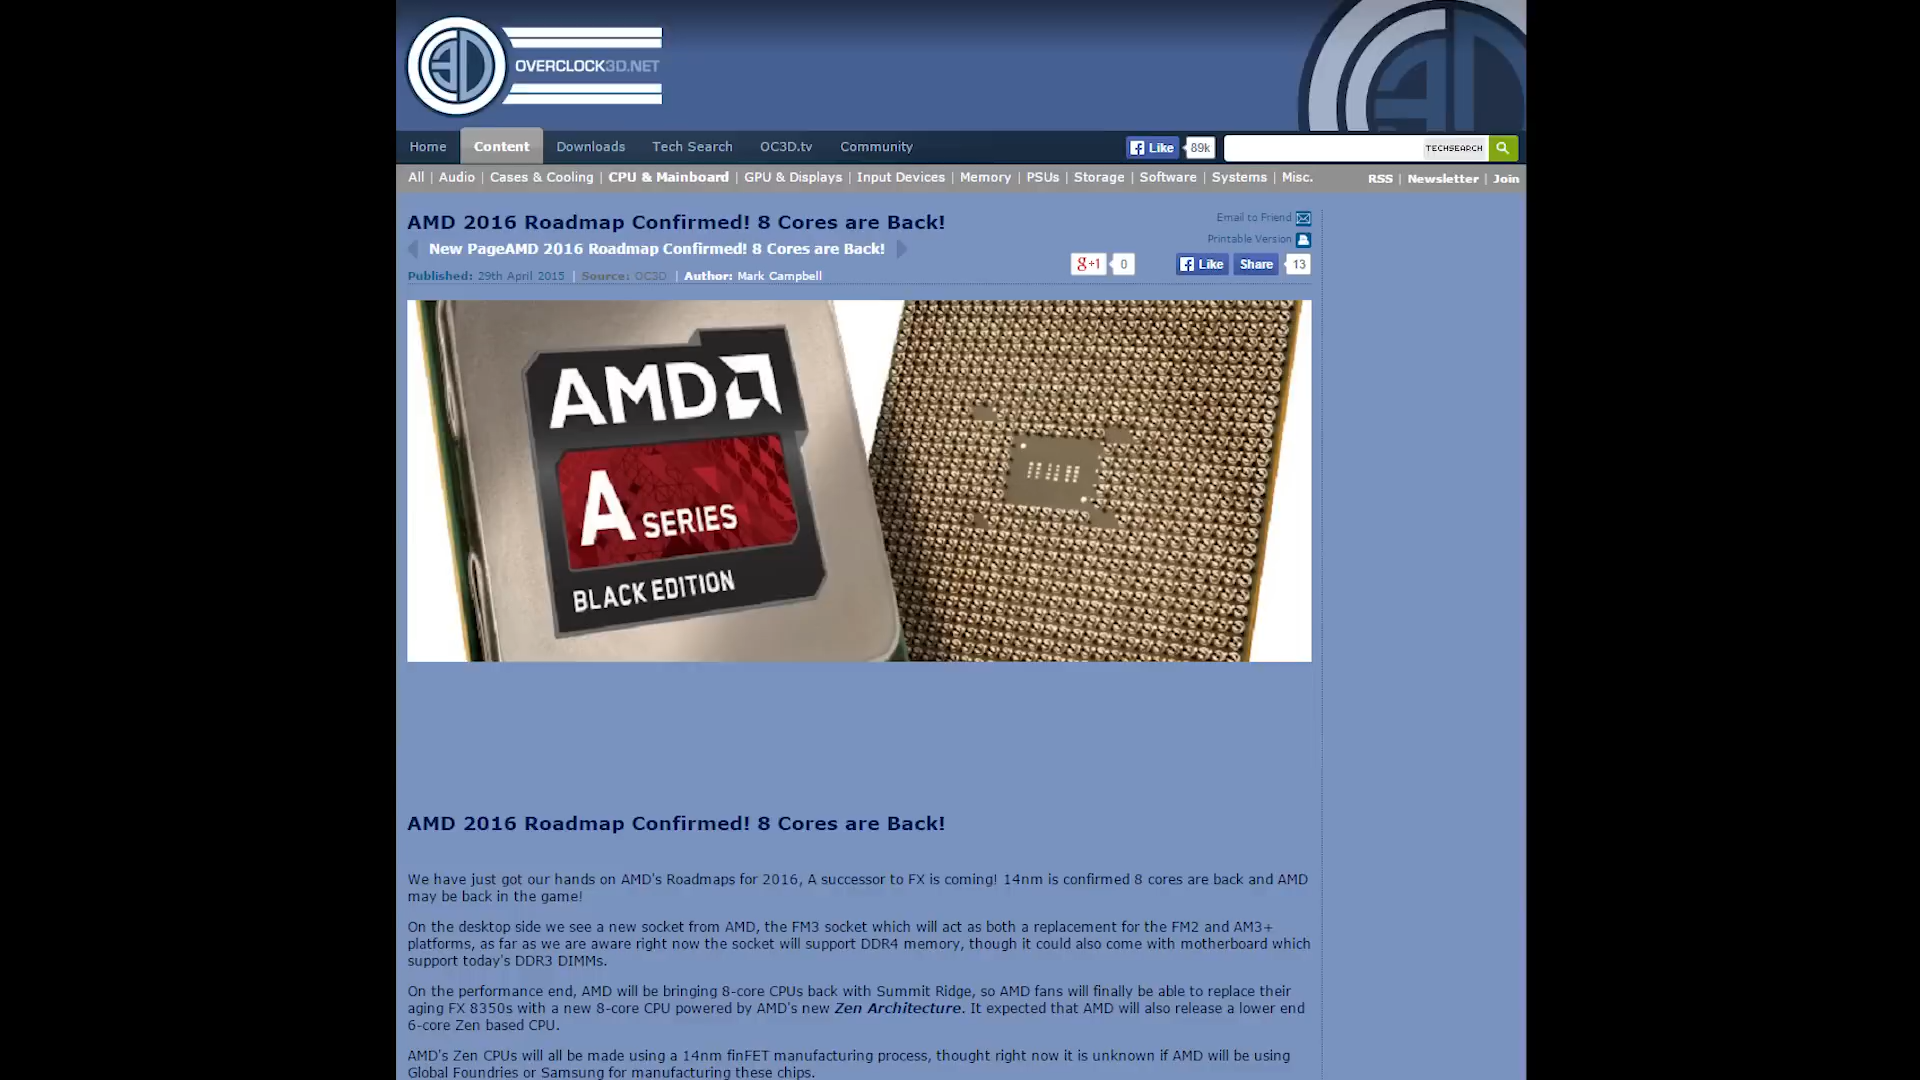 OVERCLOCK3D.NET
Home Content Downloads Tech Search OC3D.tv Community Like 89k TECHSEARCH
All | Audio | Cases & Cooling | CPU & Mainboard | GPU & Displays | Input Devices | Memory | PSUs | Storage | Software | Systems | Misc. RSS | Newsletter | Join
AMD 2016 Roadmap Confirmed! 8 Cores are Back! Email to Friend
New PageAMD 2016 Roadmap Confirmed! 8 Cores are Back! Printable Version
g+1 0 Like Share 13
Published: 29th April 2015 | Source: OC3D | Author: Mark Campbell
AMD
A SERIES
BLACK EDITION
AMD 2016 Roadmap Confirmed! 8 Cores are Back!
We have just got our hands on AMD's Roadmaps for 2016, A successor to FX is coming! 14nm is confirmed 8 cores are back and AMD
may be back in the game!
On the desktop side we see a new socket from AMD, the FM3 socket which will act as both a replacement for the FM2 and AM3+
platforms, as far as we are aware right now the socket will support DDR4 memory, though it could also come with motherboard which
support today's DDR3 DIMMs.
On the performance end, AMD will be bringing 8-core CPUs back with Summit Ridge, so AMD fans will finally be able to replace their
aging FX 8350s with a new 8-core CPU powered by AMD's new Zen Architecture. It expected that AMD will also release a lower end
6-core Zen based CPU.
AMD's Zen CPUs will all be made using a 14nm finFET manufacturing process, thought right now it is unknown if AMD will be using
Global Foundries or Samsung for manufacturing these chips.